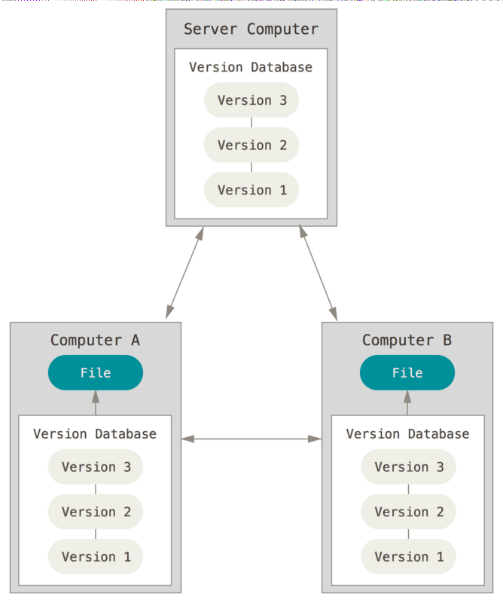 Server Computer
Version Database
Version 3
Version 2
Version 1
Computer A
File
Version Database
Version 3
Version 2
Version 1
Computer B
File
Version Database
Version 3
Version 2
Version 1